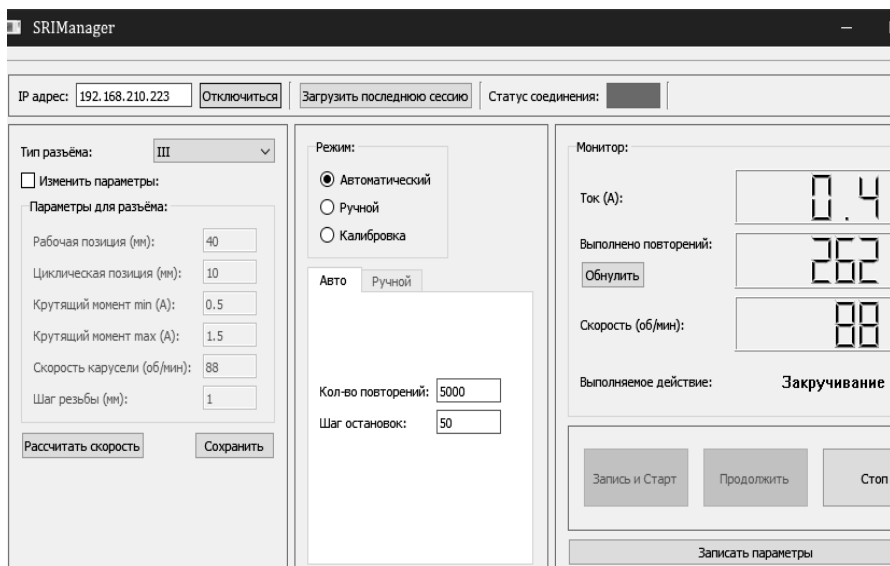 SRIManager
IP адрес: 192.168.210.223 Отключиться Загрузить последнюю сессию Статус соединения:
Тип разъёма: III
Изменить параметры:
Параметры для разъёма:
Рабочая позиция (мм): 40
Циклическая позиция (мм): 10
Крутящий момент min (А): 0.5
Крутящий момент max (А): 1.5
Скорость карусели (об/мин): 88
Шаг резьбы (мм): 1
Рассчитать скорость Сохранить
Режим:
Автоматический
Ручной
Калибровка
Авто Ручной
Кол-во повторений: 5000
Шаг остановок: 50
Монитор:
Ток (А): 0.4
Выполнено повторений: 262
Обнулить
Скорость (об/мин): 88
Выполняемое действие: Закручивание
Запись и Старт Продолжить Стоп
Записать параметры